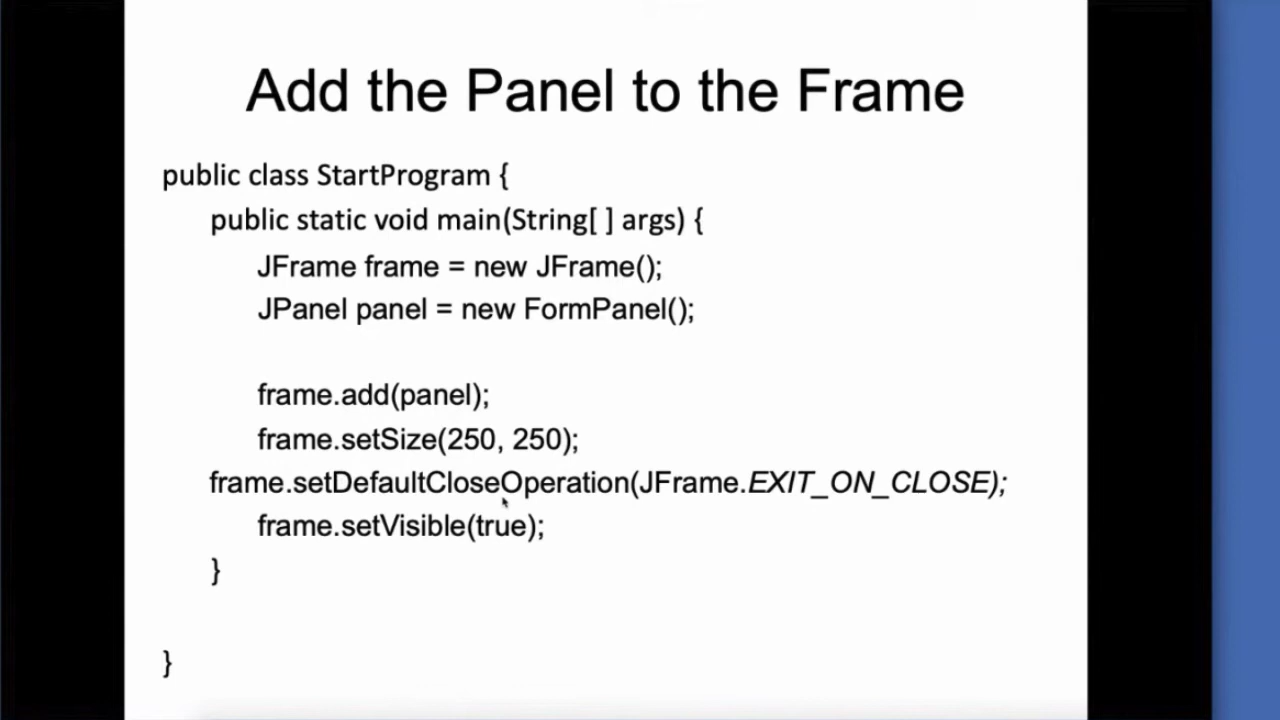 Add the Panel to the Frame
public class StartProgram {
public static void main(String[ ] args) {
JFrame frame = new JFrame();
JPanel panel = new FormPanel();
frame.add(panel);
frame.setSize(250, 250);
frame.setDefaultCloseOperation(JFrame.EXIT_ON_CLOSE);
frame.setVisible(true);
}
}